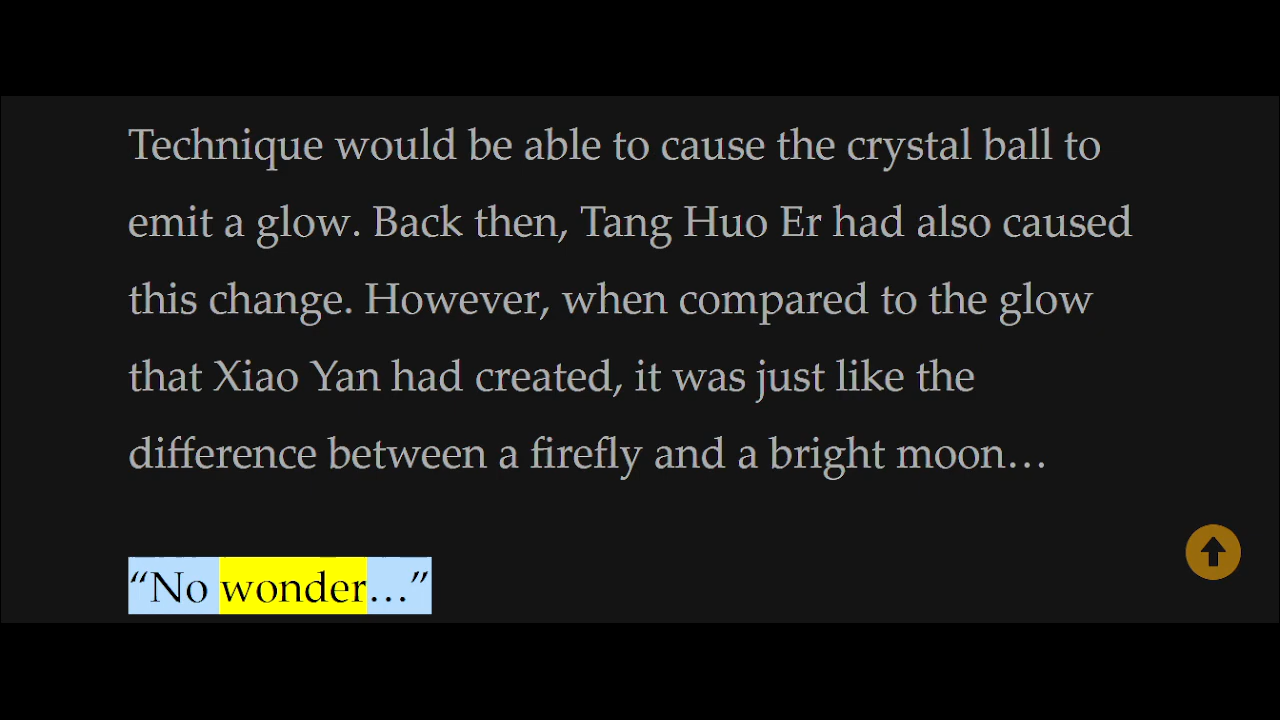 Technique would be able to cause the crystal ball to
emit a glow. Back then, Tang Huo Er had also caused
this change. However, when compared to the glow
that Xiao Yan had created, it was just like the
difference between a firefly and a bright moon…
“No wonder…”